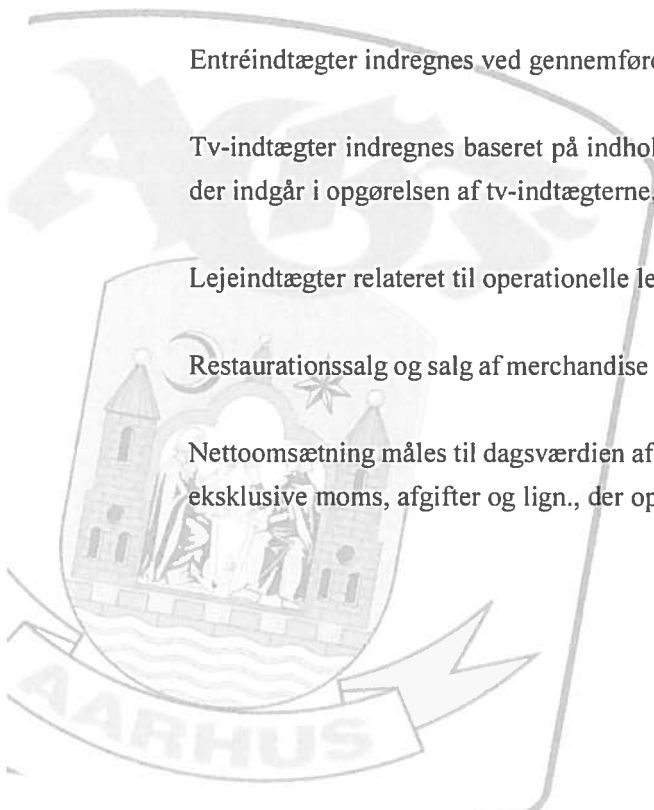 Entréindtægter indregnes ved gennemføre
Tv-indtægter indregnes baseret på indhol
der indgår i opgørelsen af tv-indtægterne,
Lejeindtægter relateret til operationelle le
Restaurationssalg og salg af merchandise
Nettoomsætning måles til dagsværdien af
eksklusive moms, afgifter og lign., der op
AGF
AARHUS